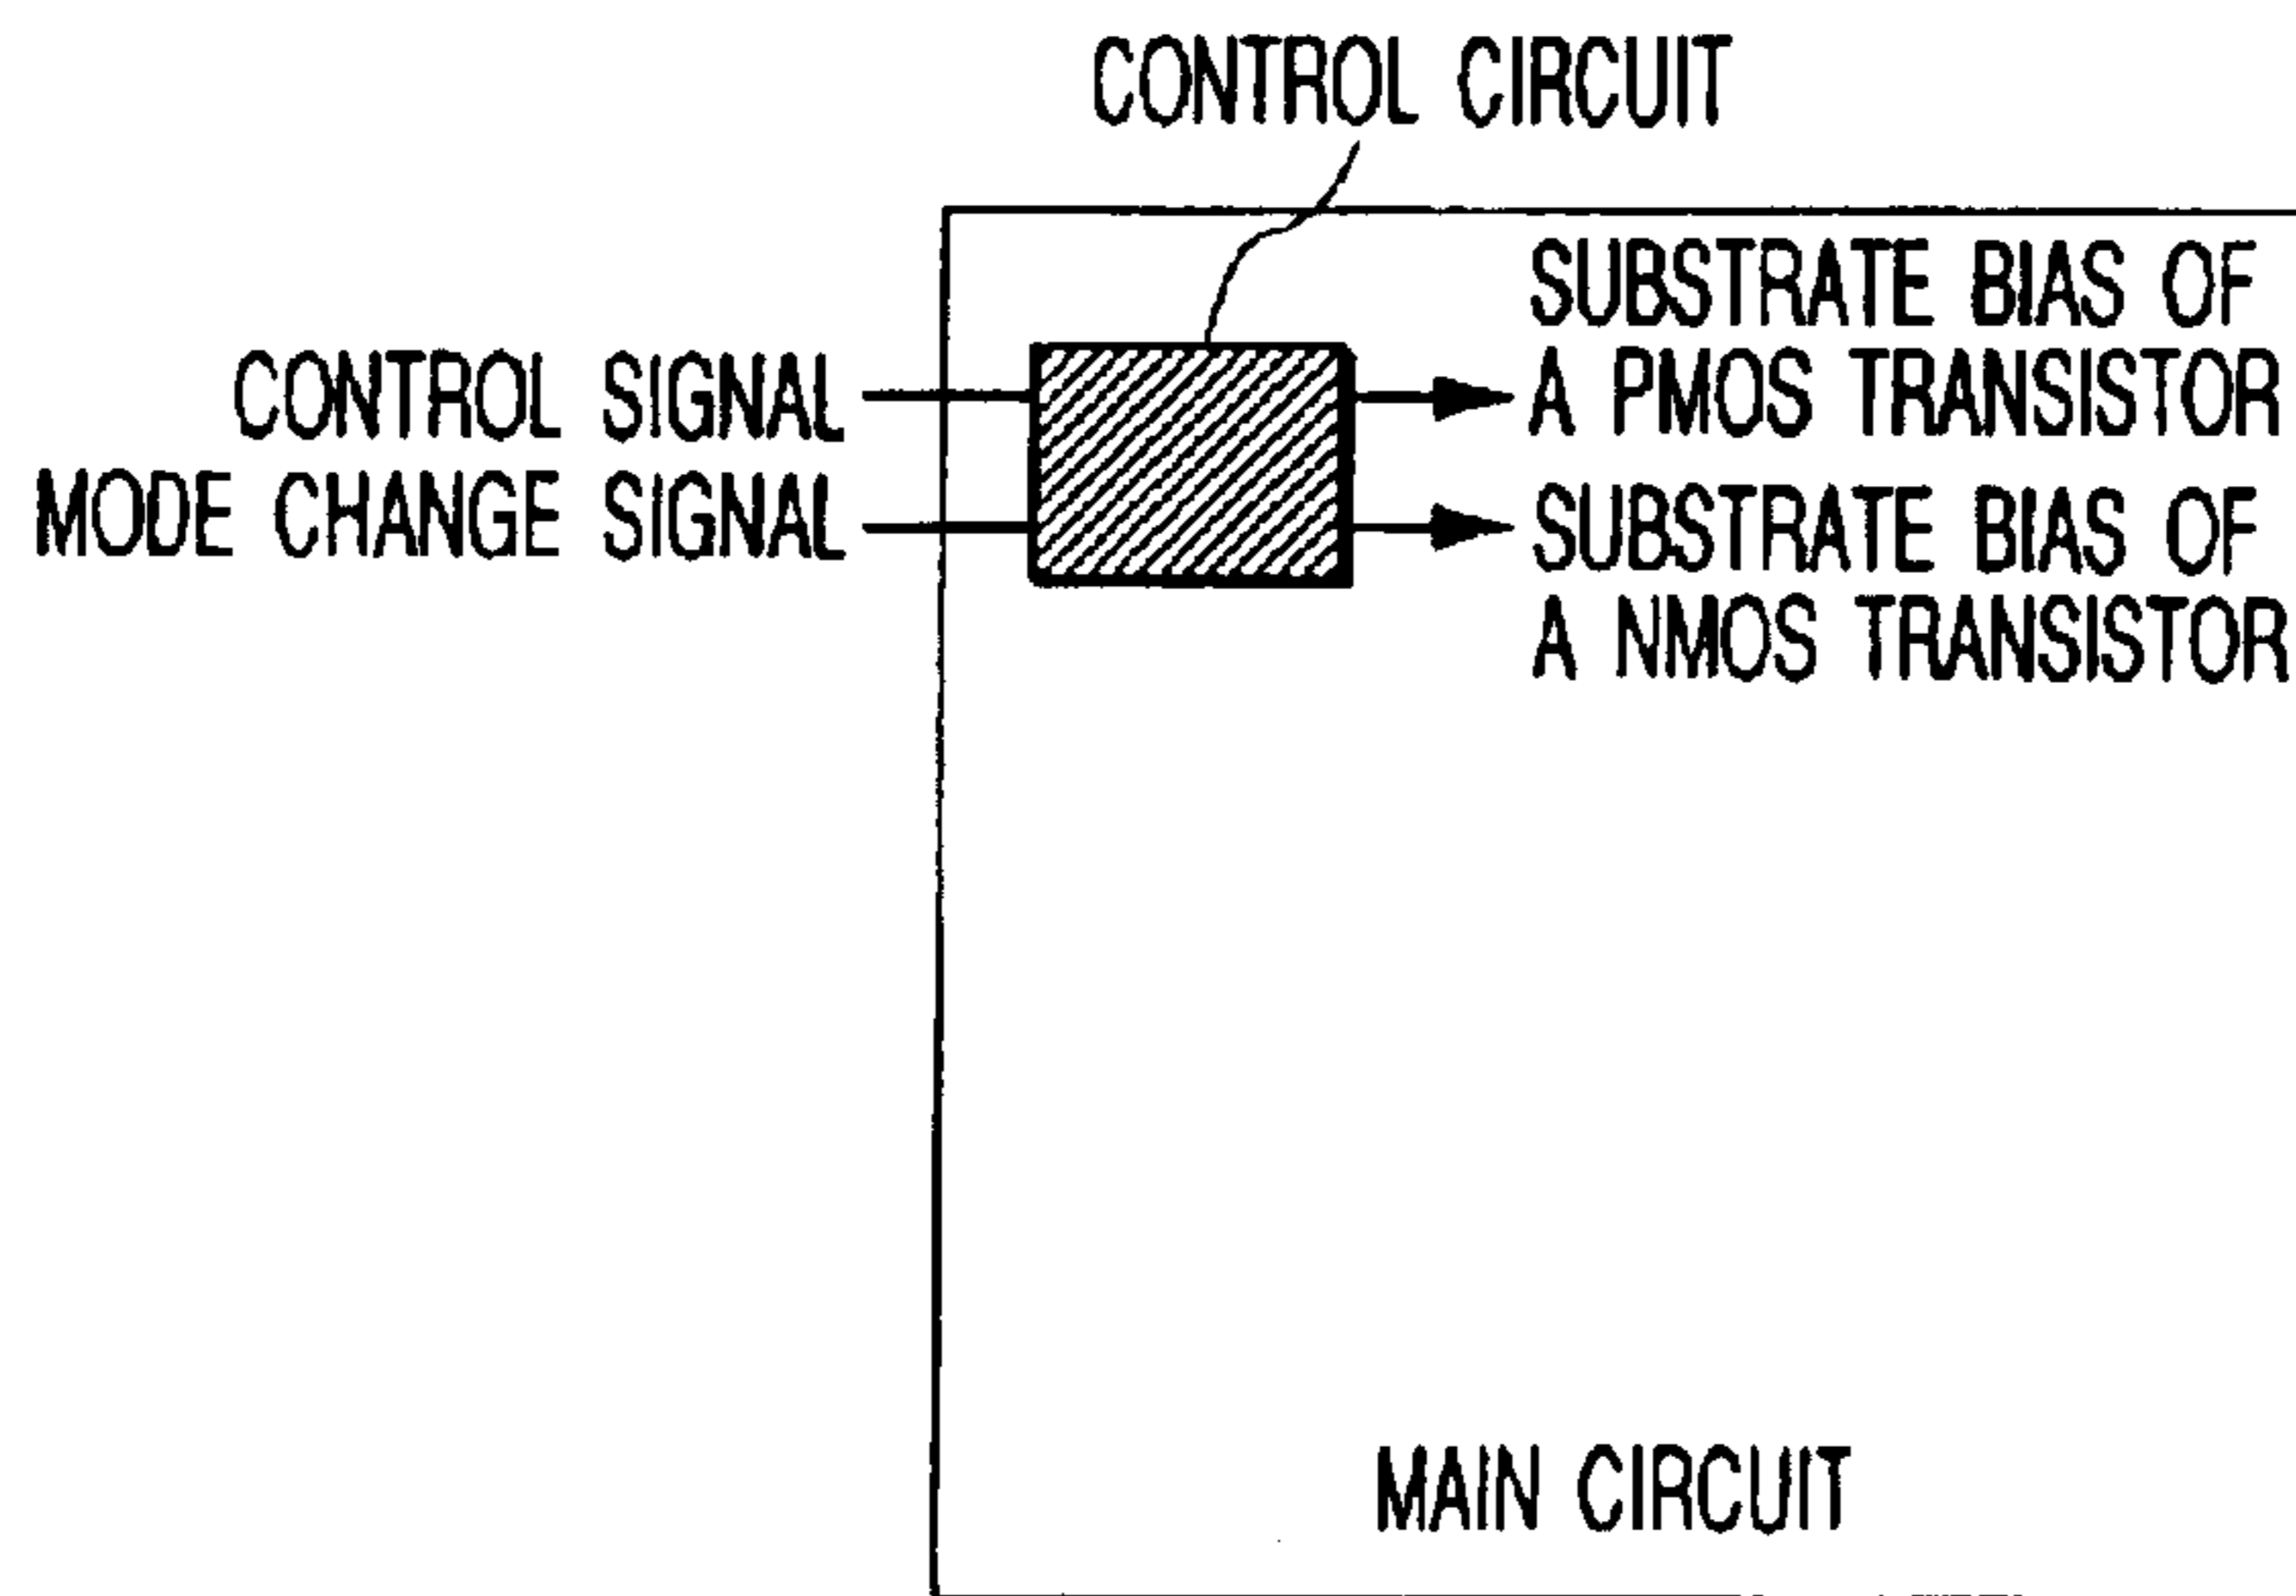 CONTROL CIRCUIT
SUBSTRATE BIAS OF
A PMOS TRANSISTOR
CONTROL SIGNAL
MODE CHANGE SIGNAL
SUBSTRATE BIAS OF
A NMOS TRANSISTOR
MAIN CIRCUIT